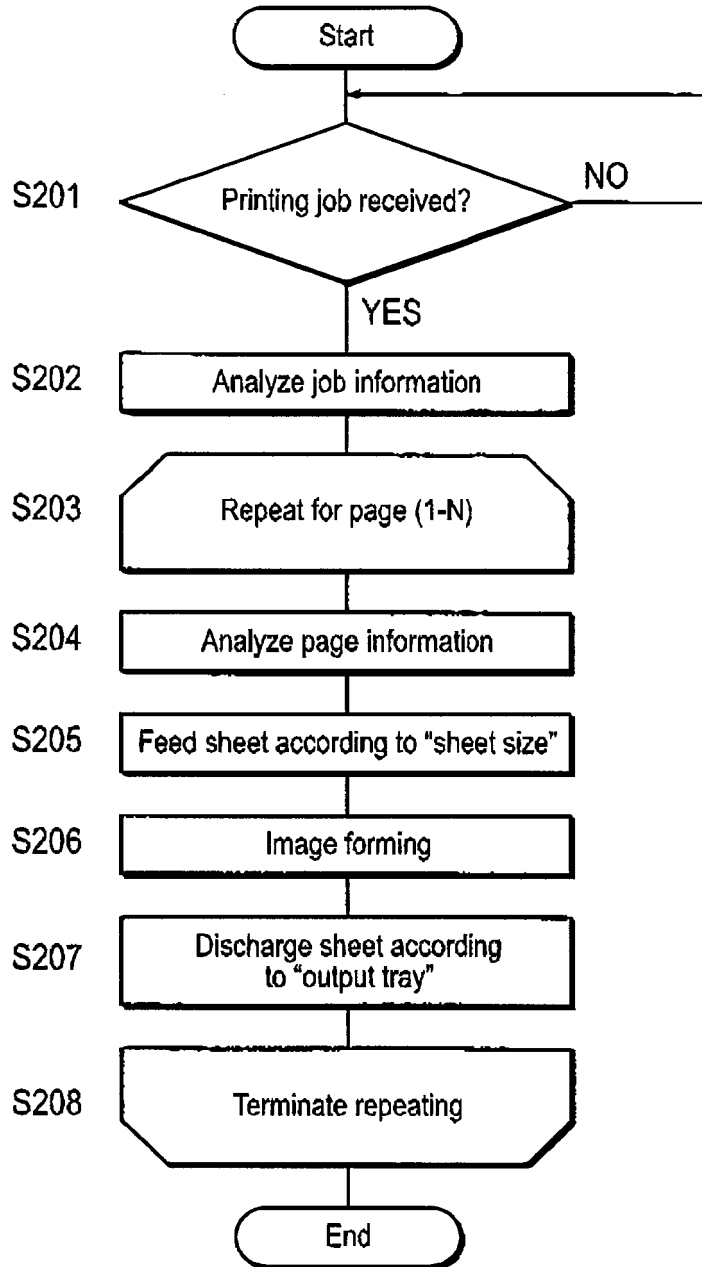 Start
S201
Printing job received?
NO
YES
S202
Analyze job information
S203
Repeat for page (1-N)
S204
Analyze page information
S205
Feed sheet according to “sheet size”
S206
Image forming
S207
Discharge sheet according
to “output tray”
S208
Terminate repeating
End